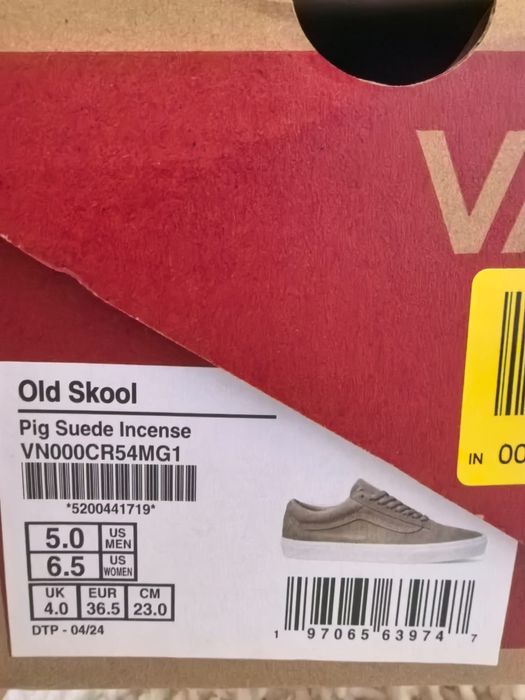 VA
IN 00
Old Skool
Pig Suede Incense
VN000CR54MG1
*5200441719*
5.0 US MEN
6.5 US WOMEN
UK EUR CM
4.0 36.5 23.0
DTP - 04/24
1 97065 63974 7